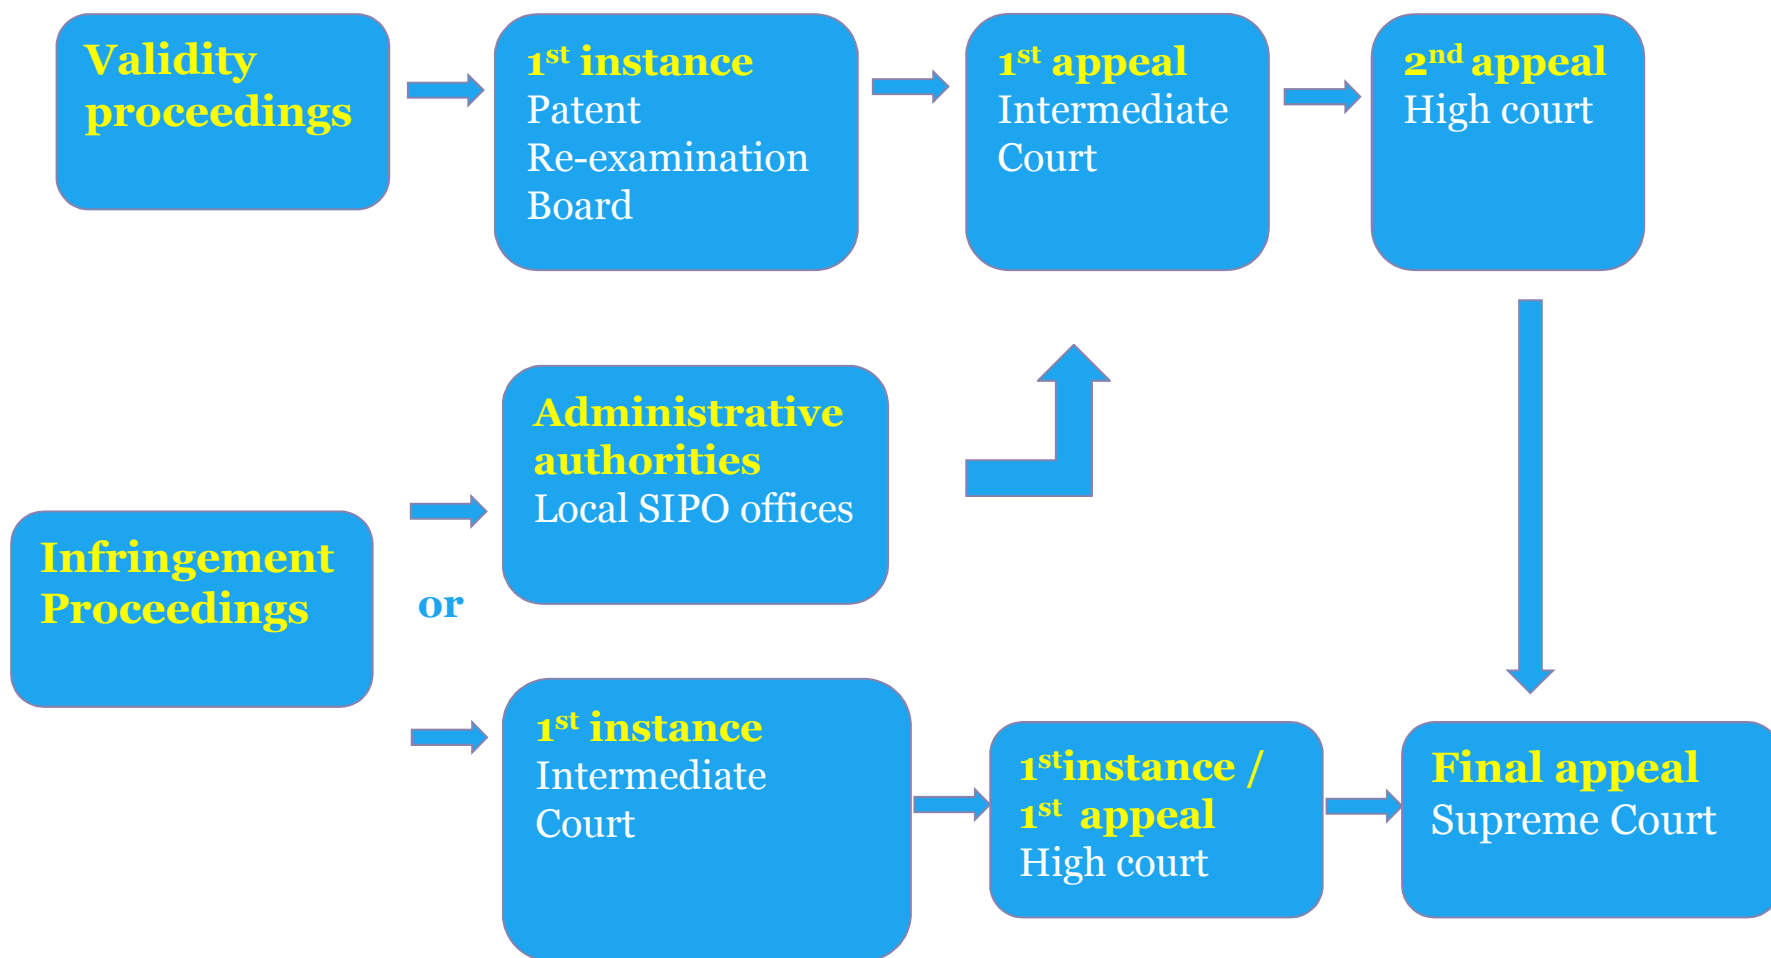 Validity
proceedings
1st instance
Patent
Re-examination
Board
1st appeal
Intermediate
Court
2nd appeal
High court
Administrative
authorities
Local SIPO offices
Infringement
Proceedings
or
1st instance
Intermediate
Court
1stinstance /
1st appeal
High court
Final appeal
Supreme Court